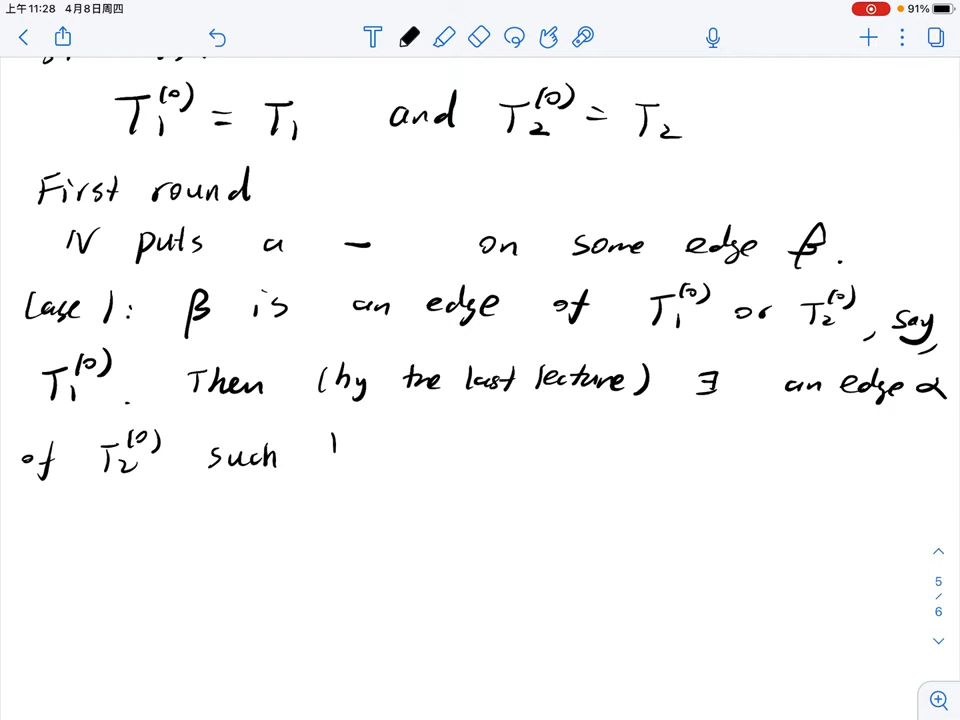 上午11:28 4月8日周四
91%
T₁⁽⁰⁾ = T₁ and T₂⁽⁰⁾ = T₂
First round
N puts a − on some edge β.
Case 1: β is an edge of T₁⁽⁰⁾ or T₂⁽⁰⁾, say,
T₁⁽⁰⁾. Then (by the last lecture) ∃ an edge α
of T₂⁽⁰⁾ such
5
/
6